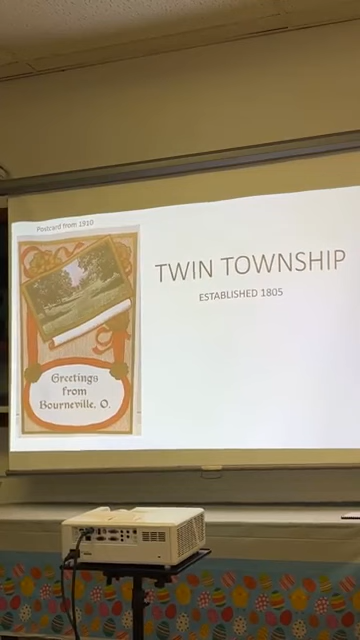 Postcard from 1910
TWIN TOWNSHIP
ESTABLISHED 1805
Greetings
from
Bourneville, O.